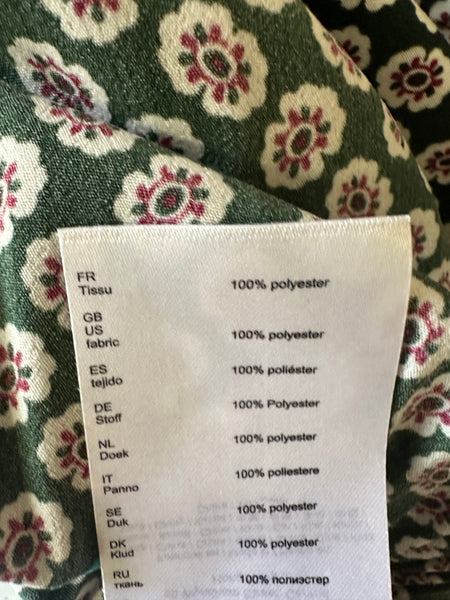 FR
Tissu 100% polyester
GB
US
fabric 100% polyester
ES
tejido 100% poliéster
DE
Stoff 100% Polyester
NL
Doek 100% polyester
IT
Panno 100% poliestere
SE
Duk 100% polyester
DK
Klud 100% polyester
RU
ткань 100% полиэстер